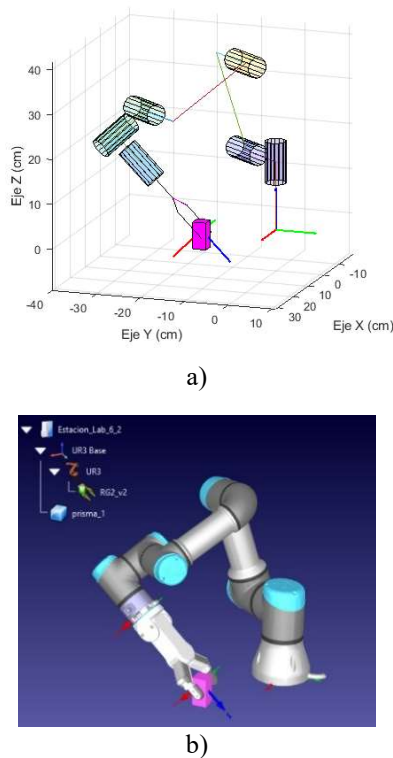 40
30
20
10
0
Eje Z (cm)
-40
-30
-20
-10
0
10
Eje Y (cm)
30
20
10
0
-10
Eje X (cm)
a)
Estacion_Lab_6_2
UR3 Base
UR3
RG2_v2
prisma_1
b)